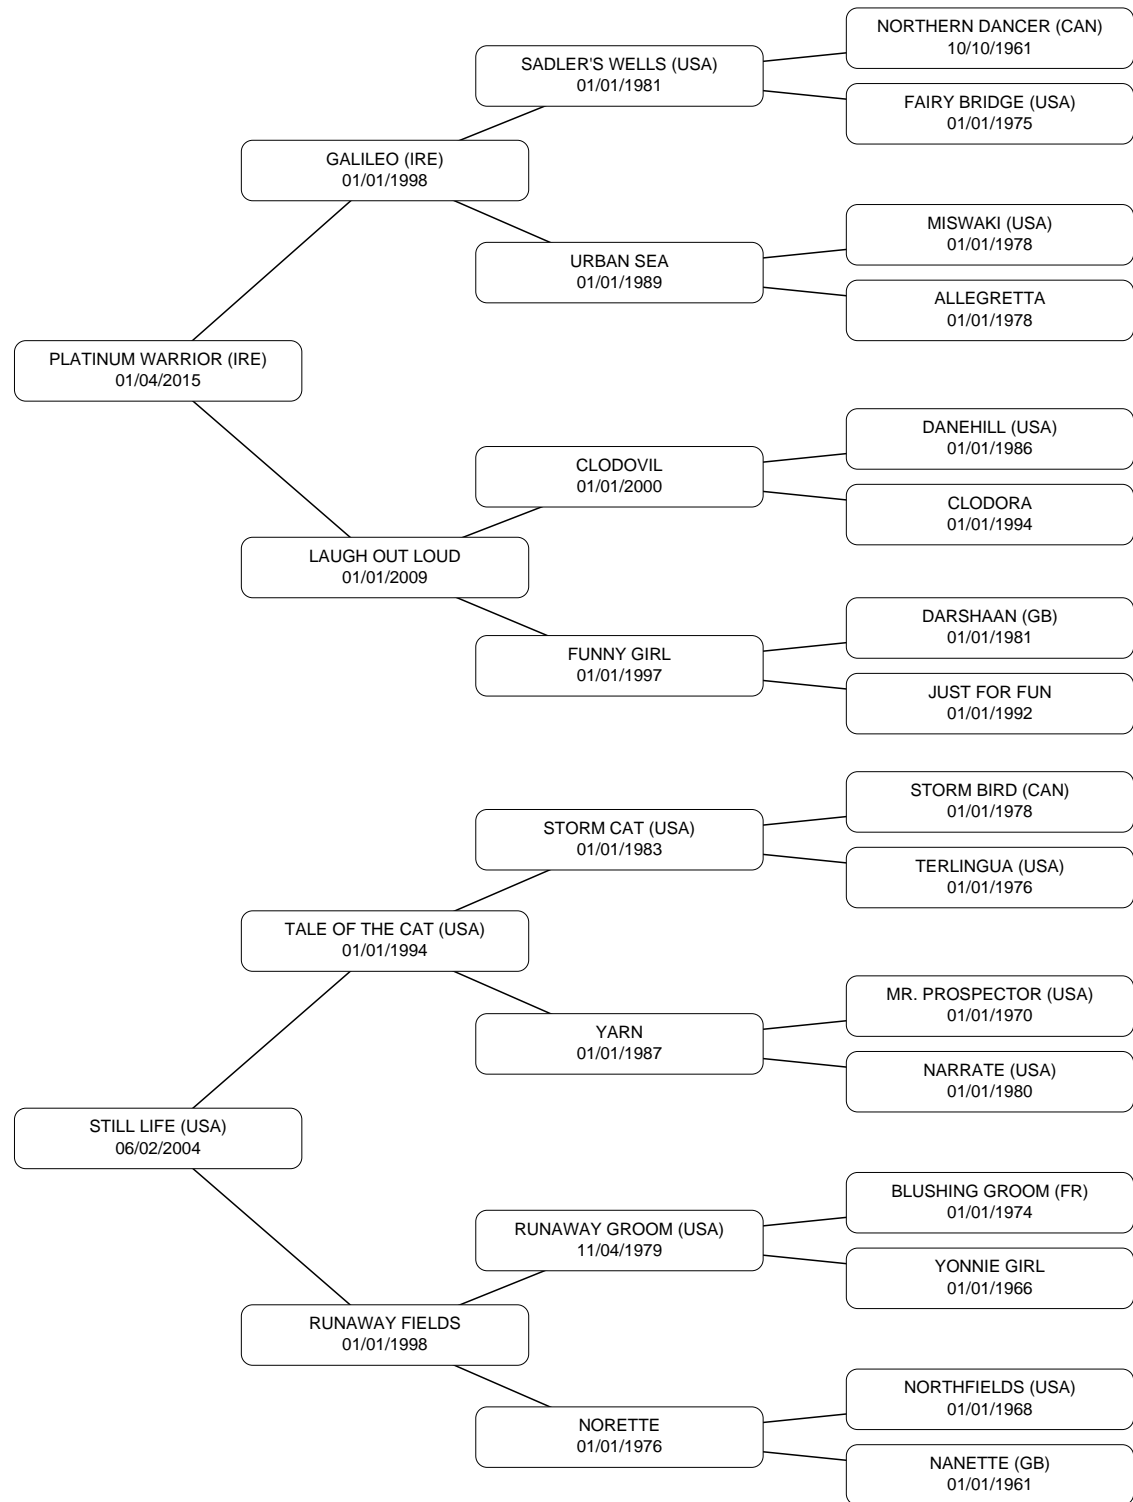 NORTHERN DANCER (CAN)
10/10/1961
SADLER'S WELLS (USA)
01/01/1981
FAIRY BRIDGE (USA)
01/01/1975
GALILEO (IRE)
01/01/1998
MISWAKI (USA)
01/01/1978
URBAN SEA
01/01/1989
ALLEGRETTA
01/01/1978
PLATINUM WARRIOR (IRE)
01/04/2015
DANEHILL (USA)
01/01/1986
CLODOVIL
01/01/2000
CLODORA
01/01/1994
LAUGH OUT LOUD
01/01/2009
DARSHAAN (GB)
01/01/1981
FUNNY GIRL
01/01/1997
JUST FOR FUN
01/01/1992
STORM BIRD (CAN)
01/01/1978
STORM CAT (USA)
01/01/1983
TERLINGUA (USA)
01/01/1976
TALE OF THE CAT (USA)
01/01/1994
MR. PROSPECTOR (USA)
01/01/1970
YARN
01/01/1987
NARRATE (USA)
01/01/1980
STILL LIFE (USA)
06/02/2004
BLUSHING GROOM (FR)
01/01/1974
RUNAWAY GROOM (USA)
11/04/1979
YONNIE GIRL
01/01/1966
RUNAWAY FIELDS
01/01/1998
NORTHFIELDS (USA)
01/01/1968
NORETTE
01/01/1976
NANETTE (GB)
01/01/1961